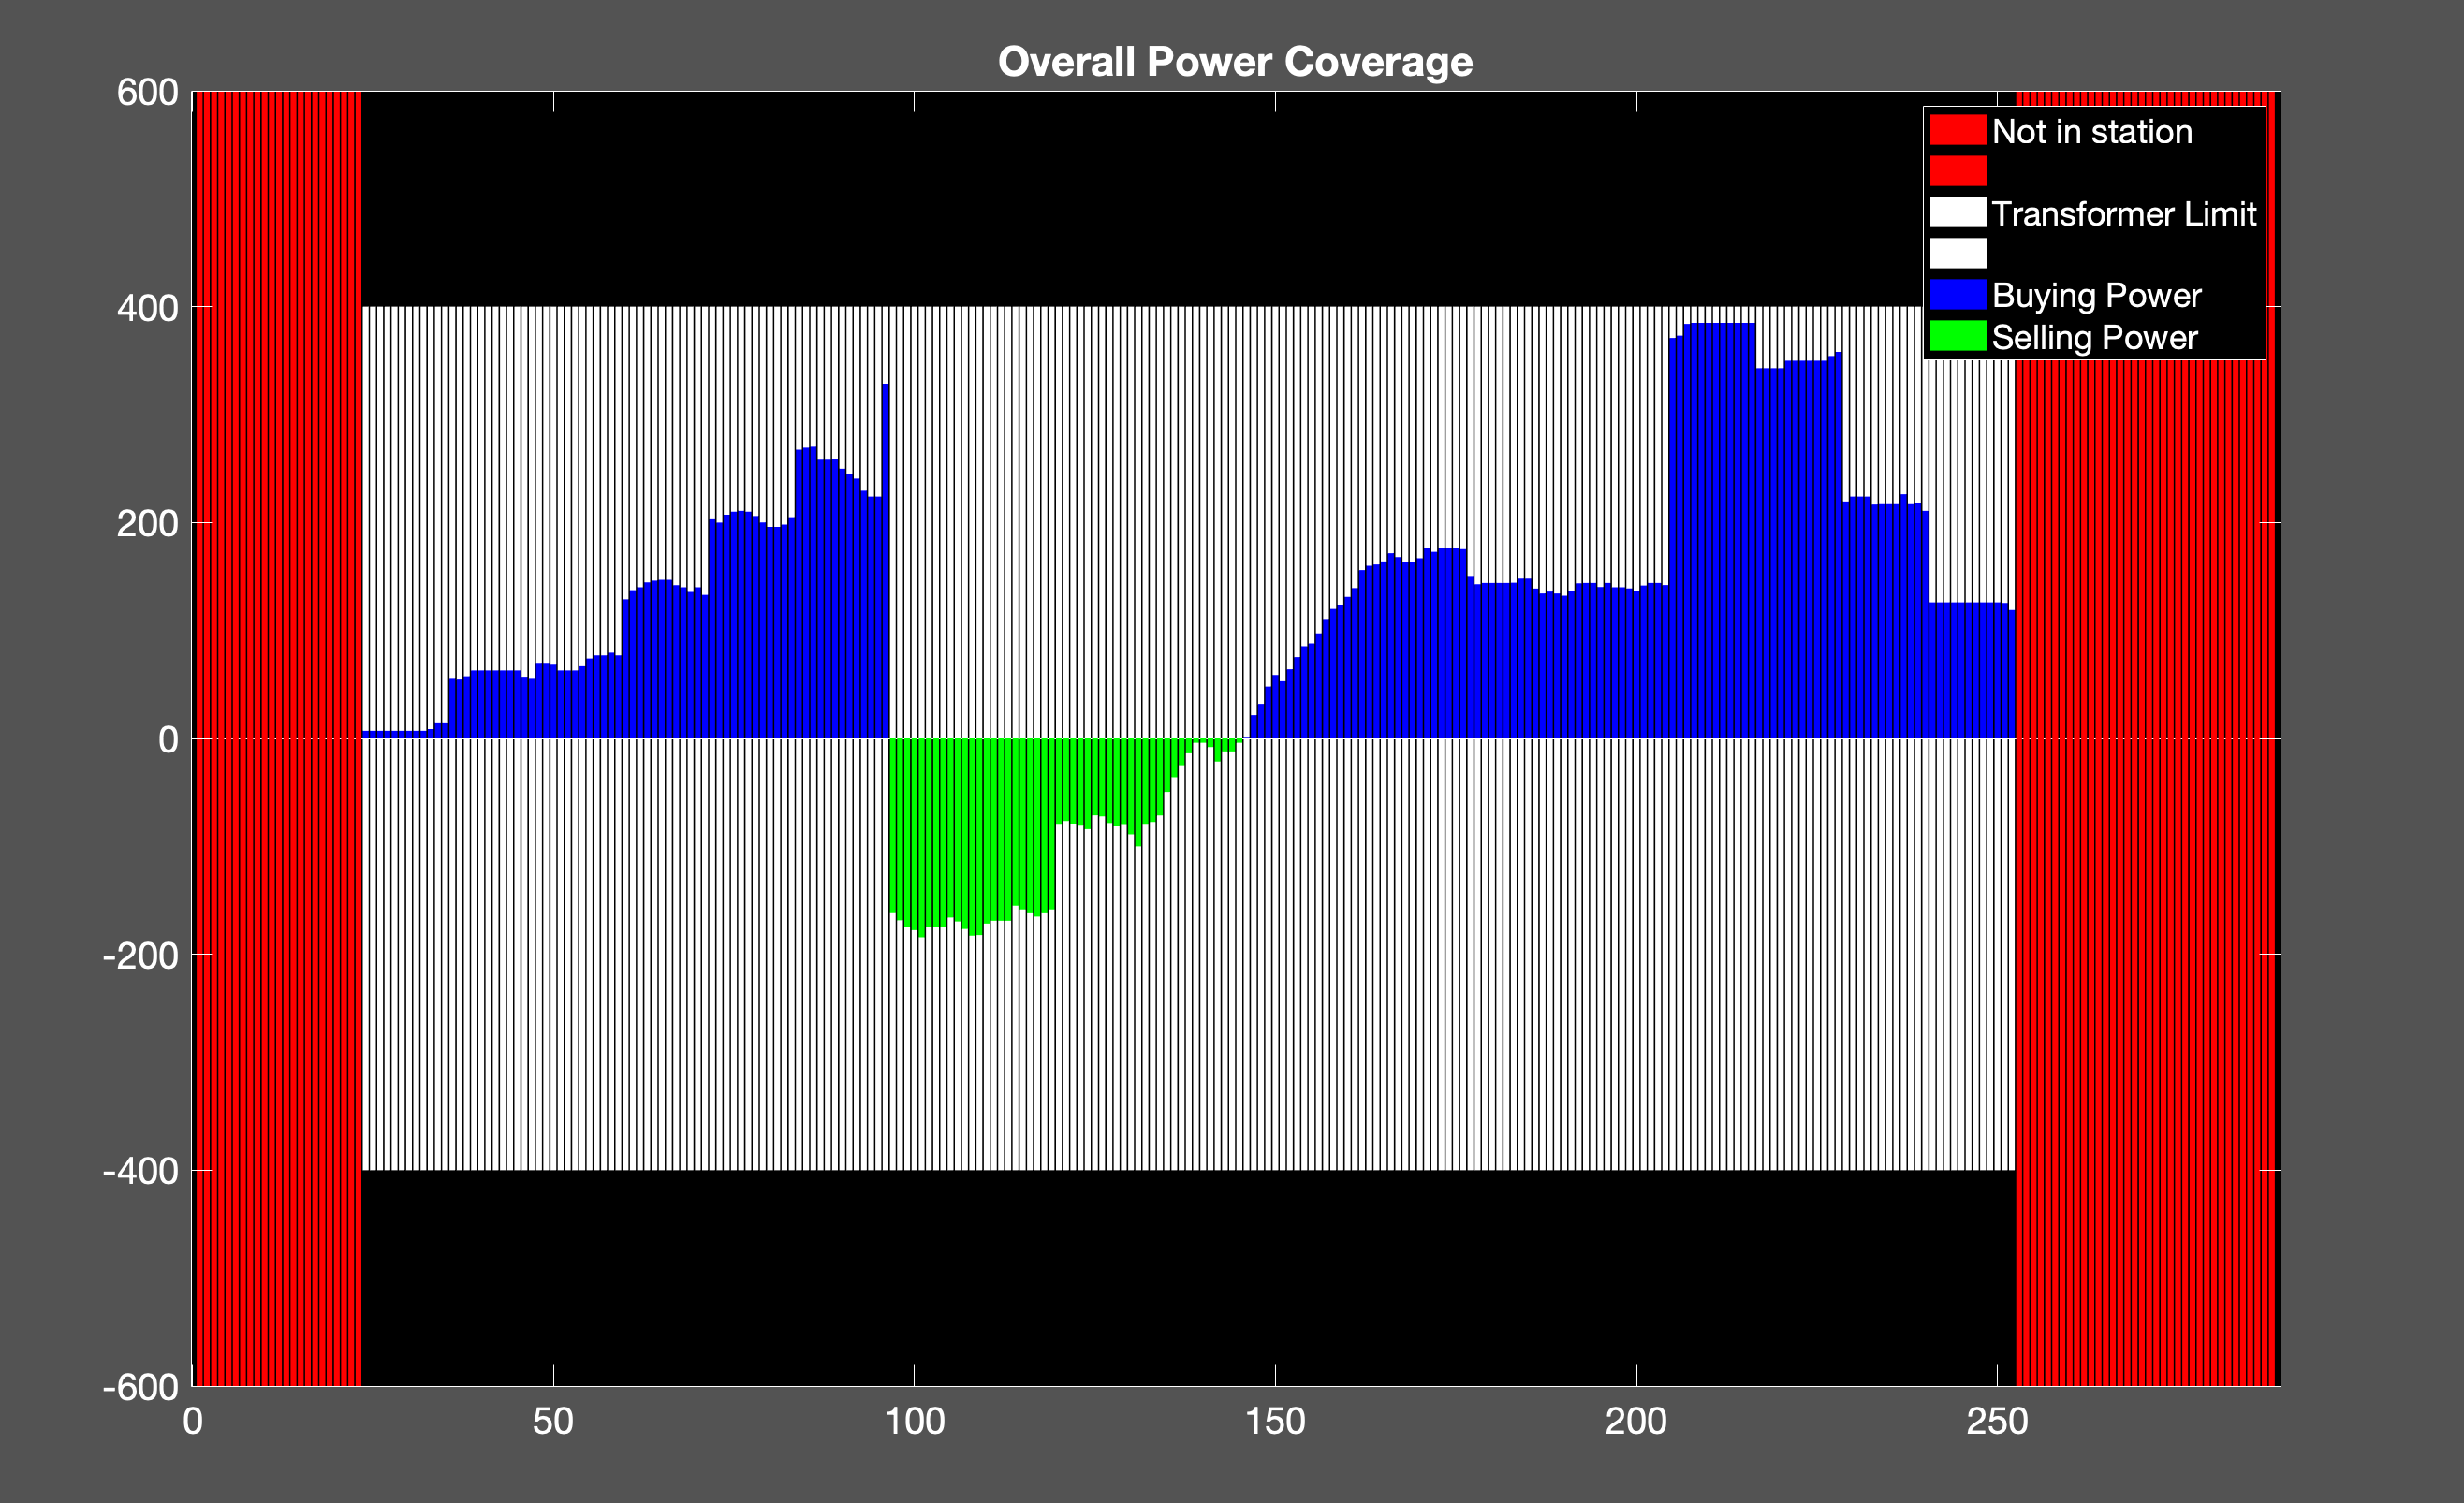 Overall Power Coverage
600
400
200
0
-200
-400
-600
0 50 100 150 200 250
Not in station
Transformer Limit
Buying Power
Selling Power